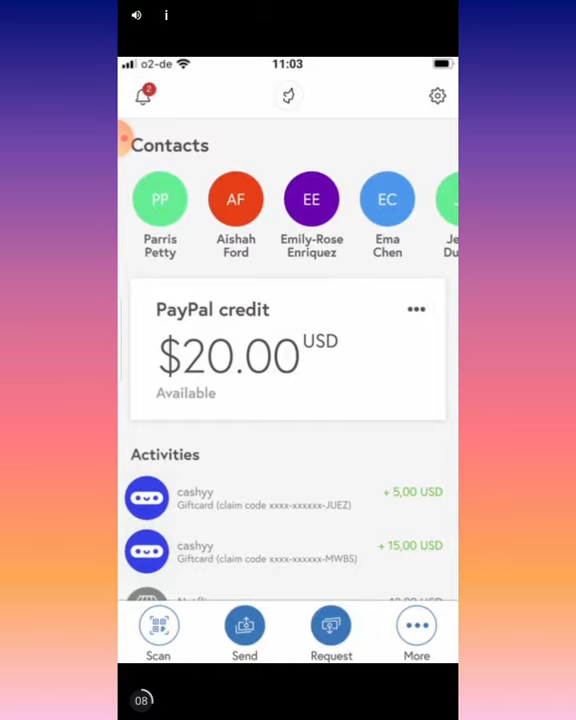 i
o2-de
11:03
2
Contacts
PP
AF
EE
EC
Parris
Petty
Aishah
Ford
Emily-Rose
Enriquez
Ema
Chen
Je
Du
PayPal credit
$20.00 USD
Available
Activities
cashyy
+ 5,00 USD
Giftcard (claim code xxxx-xxxxxx-JUEZ)
cashyy
+ 15,00 USD
Giftcard (claim code xxxx-xxxxxx-MWBS)
Scan
Send
Request
More
08